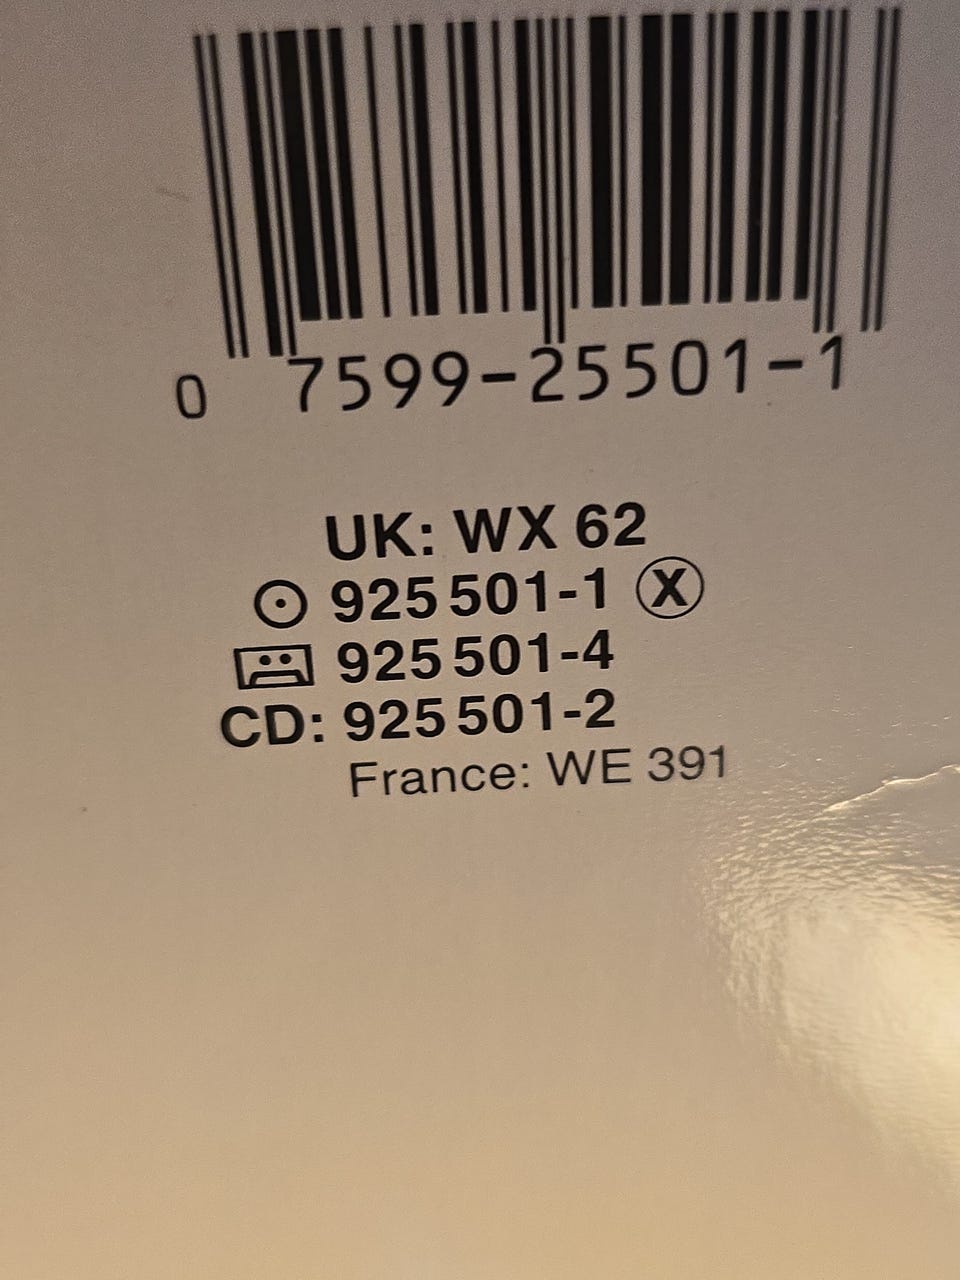 0 7599-25501-1
UK: WX 62
925 501-1 X
925 501-4
CD: 925 501-2
France: WE 391